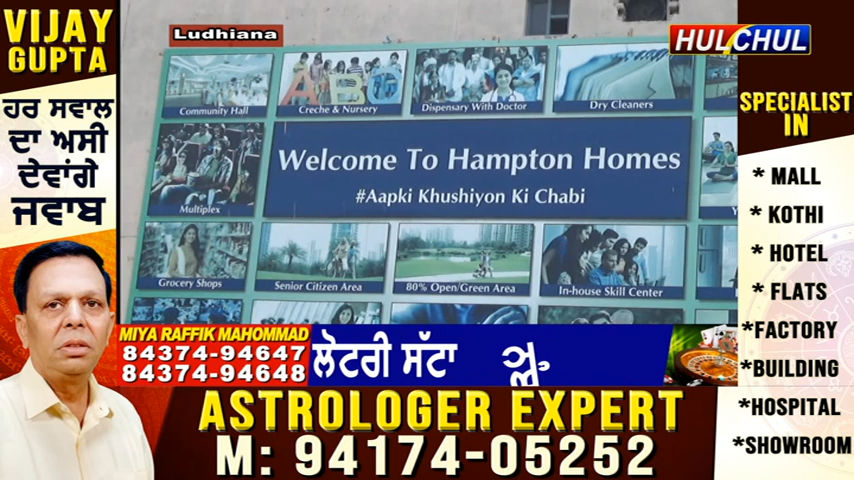 VIJAY
GUPTA
ਹਰ ਸਵਾਲ
ਦਾ ਅਸੀ
ਦੇਵਾਂਗੇ
ਜਵਾਬ
Ludhiana
HULCHUL
Community Hall
Creche & Nursery
Dispensary With Doctor
Dry Cleaners
ABC
Multiplex
Welcome To Hampton Homes
#Aapki Khushiyon Ki Chabi
Grocery Shops
Senior Citizen Area
80% Open/Green Area
In-house Skill Center
SPECIALIST
IN
* MALL
* KOTHI
* HOTEL
* FLATS
*FACTORY
*BUILDING
*HOSPITAL
*SHOWROOM
MIYA RAFFIK MAHOMMAD
84374-94647
84374-94648
ਲੋਟਰੀ ਸੱਟਾ
ASTROLOGER EXPERT
M: 94174-05252